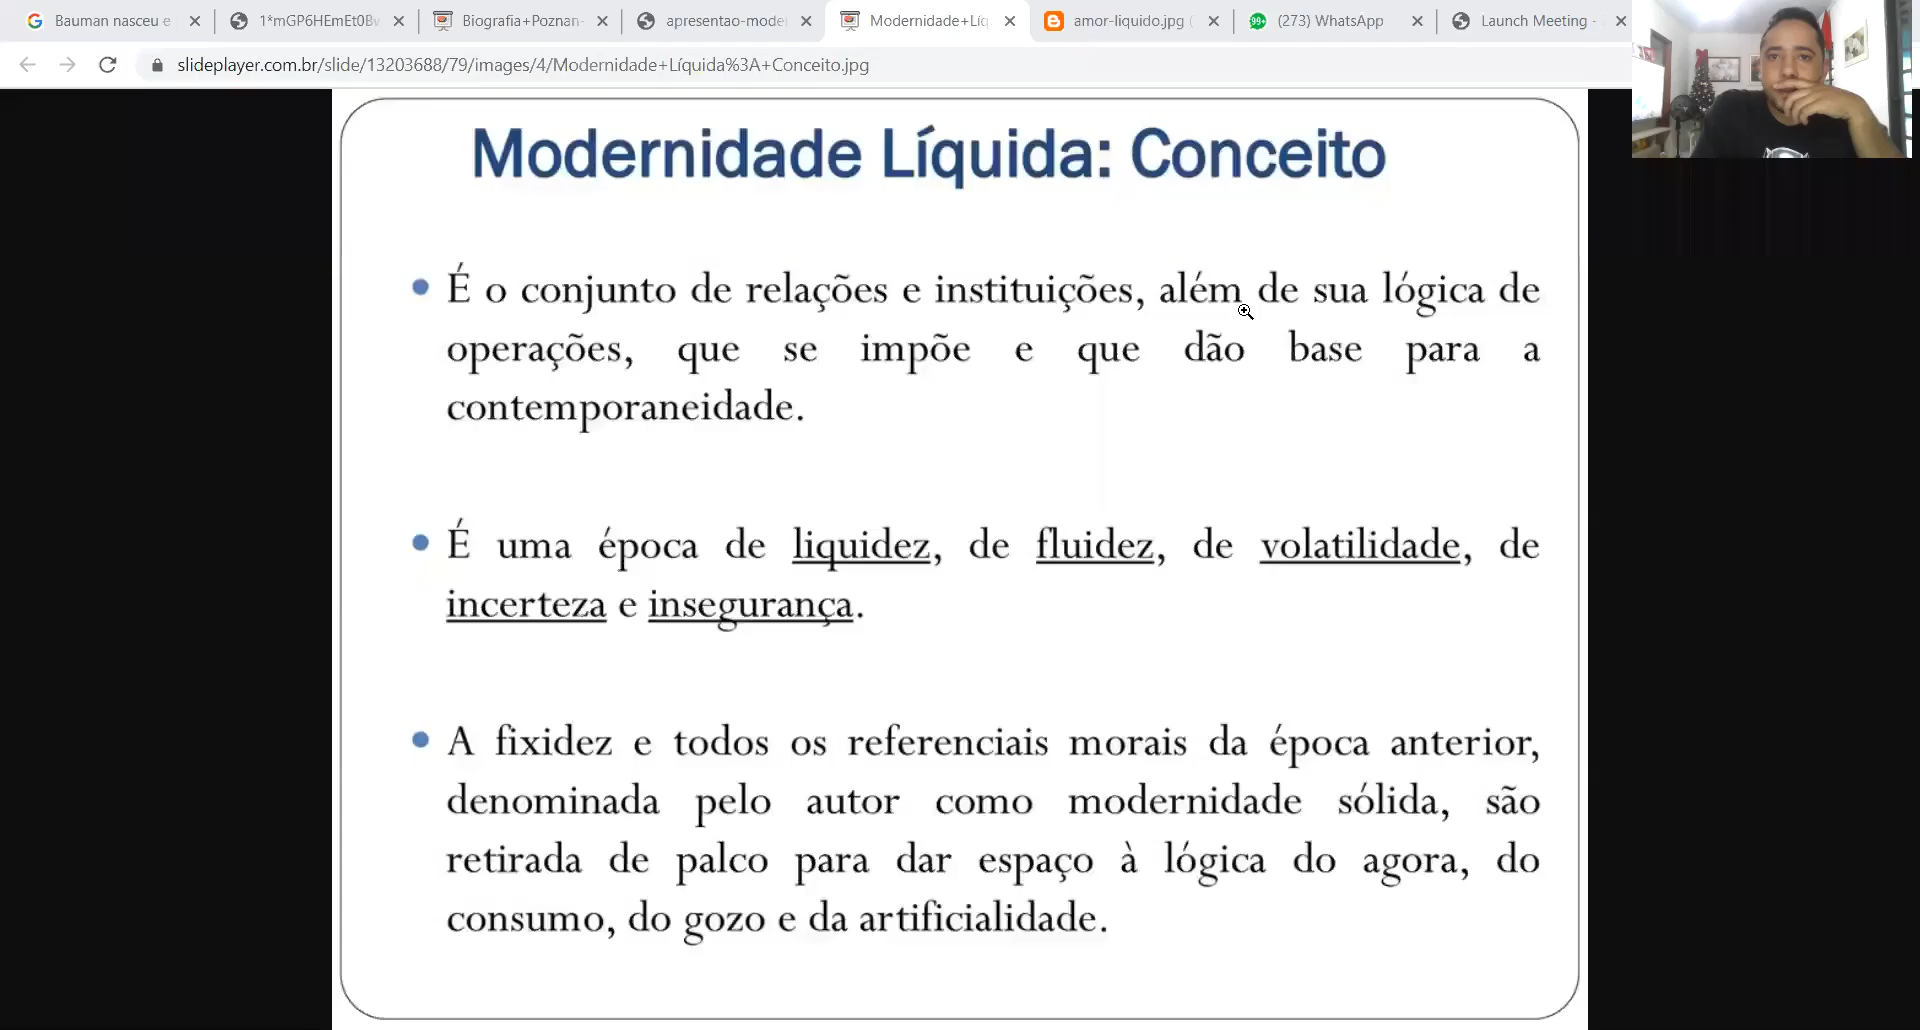 Bauman nasceu e
1*mGP6HEmEt0Bv
Biografia+Poznan-
apresentao-mode
Modernidade+Líq
amor-liquido.jpg (
99+
(273) WhatsApp
Launch Meeting -
slideplayer.com.br/slide/13203688/79/images/4/Modernidade+Líquida%3A+Conceito.jpg
Modernidade Líquida: Conceito
É o conjunto de relações e instituições, além de sua lógica de
operações, que se impõe e que dão base para a
contemporaneidade.
É uma época de liquidez, de fluidez, de volatilidade, de
incerteza e insegurança.
A fixidez e todos os referenciais morais da época anterior,
denominada pelo autor como modernidade sólida, são
retirada de palco para dar espaço à lógica do agora, do
consumo, do gozo e da artificialidade.